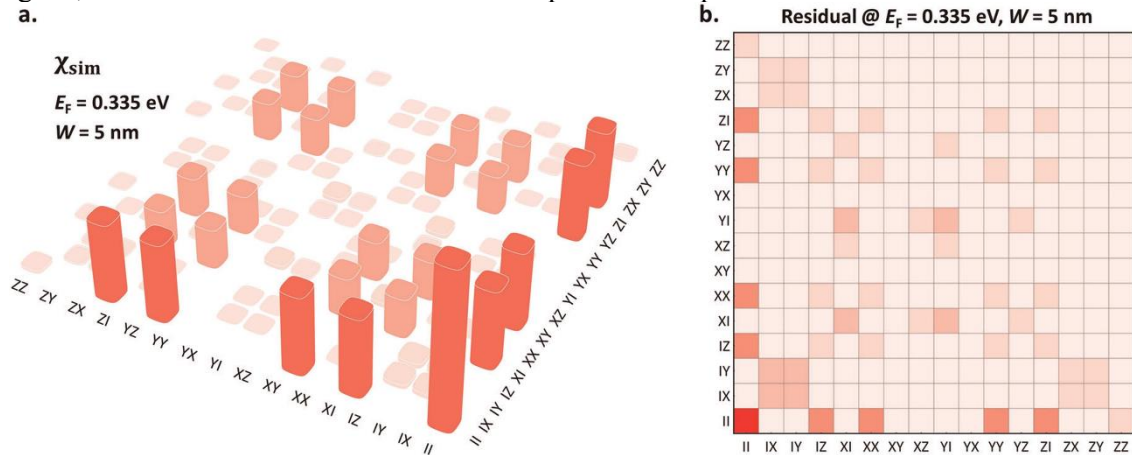 a.
χsim
EF = 0.335 eV
W = 5 nm
ZZ ZY ZX ZI YZ YY YX YI XZ XY XX XI IZ IY IX II
II IX IY IZ XI XX XY XZ YI YX YY YZ ZI ZX ZY ZZ
b.
Residual @ EF = 0.335 eV, W = 5 nm
ZZ
ZY
ZX
ZI
YZ
YY
YX
YI
XZ
XY
XX
XI
IZ
IY
IX
II
II IX IY IZ XI XX XY XZ YI YX YY YZ ZI ZX ZY ZZ